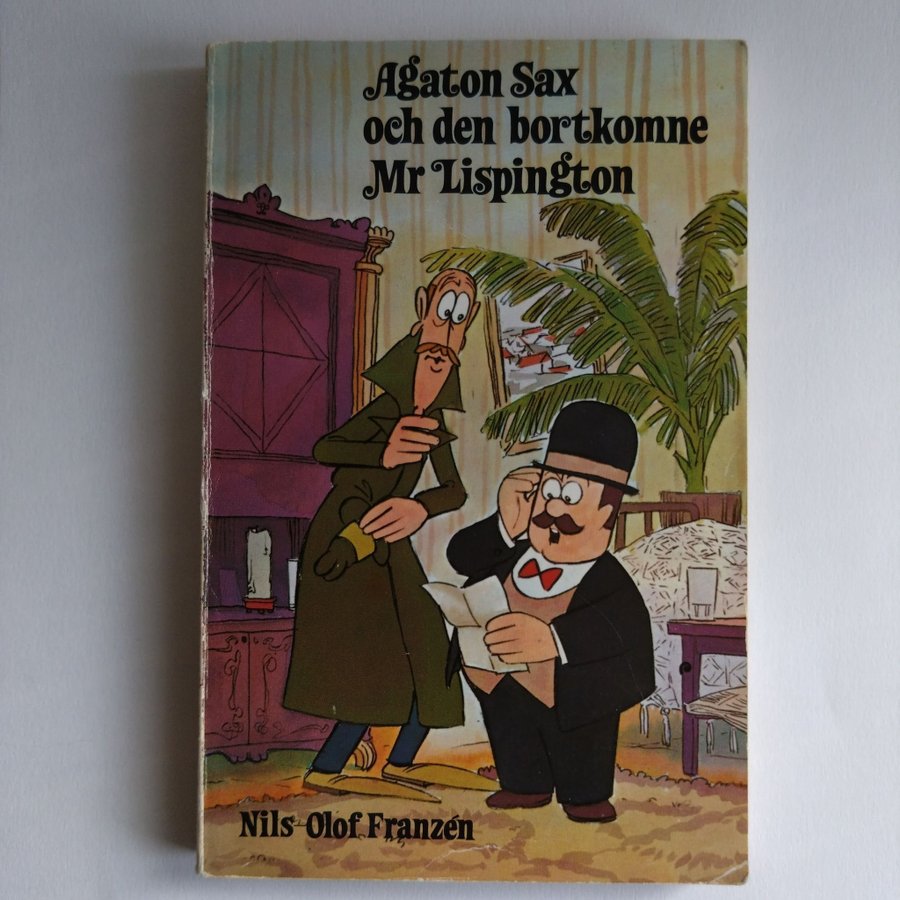 Agaton Sax
och den bortkomne
Mr Lispington
Nils-Olof Franzén